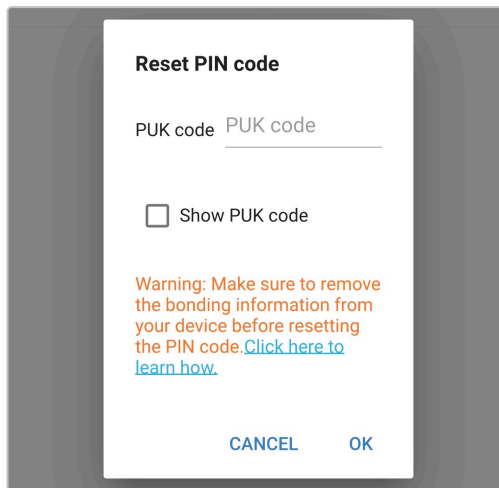 Reset PIN code
PUK code PUK code
Show PUK code
Warning: Make sure to remove
the bonding information from
your device before resetting
the PIN code.Click here to
learn how.
CANCEL OK